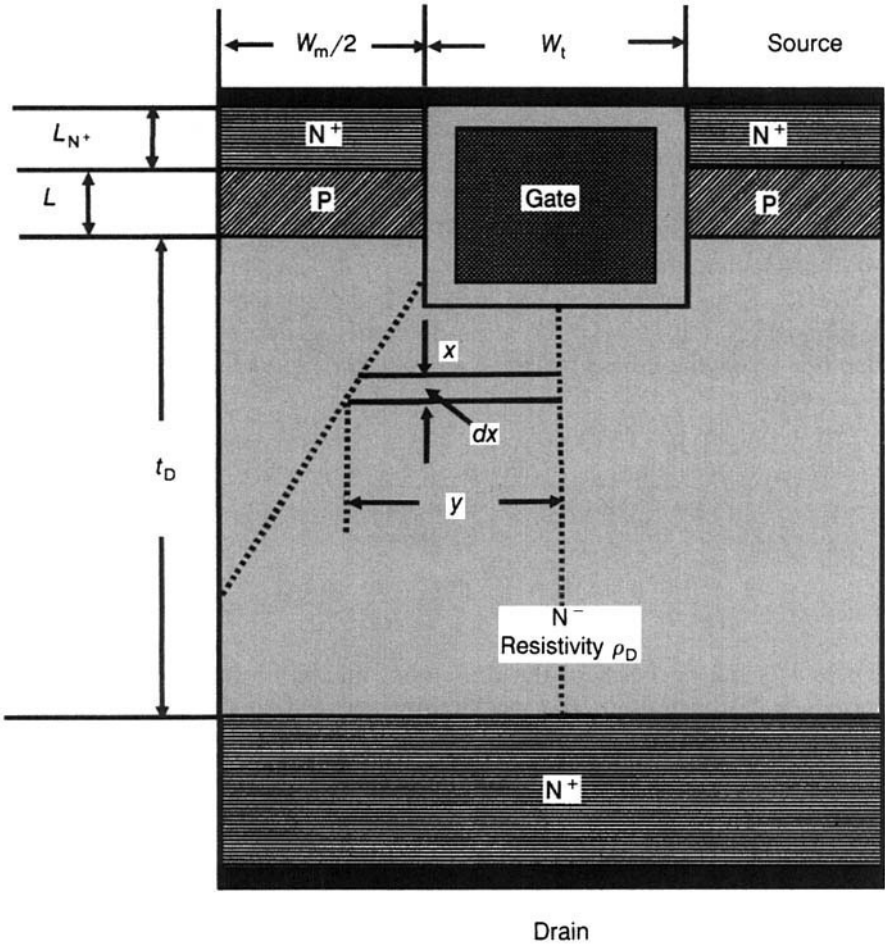 W_m/2
W_t
Source
L_N+
N+
N+
L
P
Gate
P
x
dx
t_D
y
N−
Resistivity ρ_D
N+
Drain